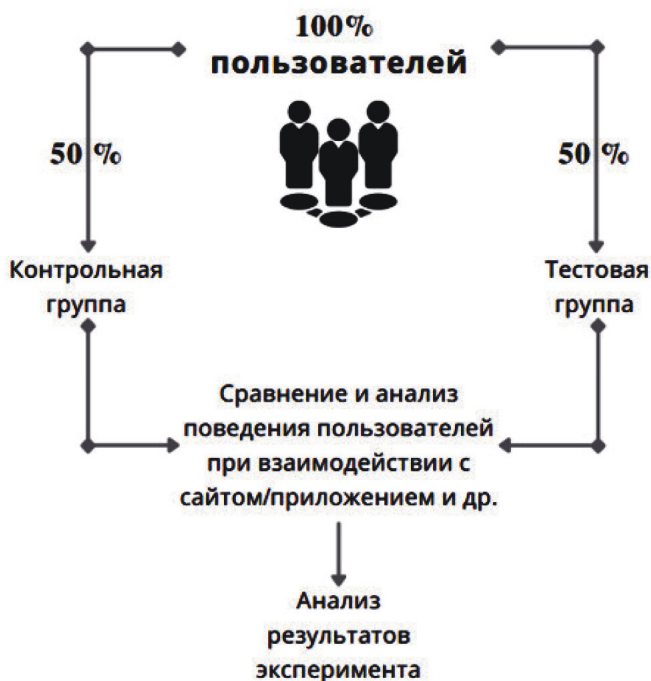 100%
пользователей
50 %
50 %
Контрольная
группа
Тестовая
группа
Сравнение и анализ
поведения пользователей
при взаимодействии с
сайтом/приложением и др.
Анализ
результатов
эксперимента